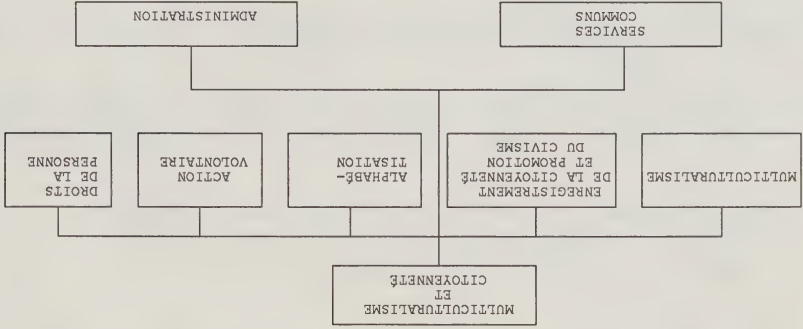 MULTICULTURALISME
ET
CITOYENNETÉ
MULTICULTURALISME
ENREGISTREMENT
DE LA CITOYENNETÉ
ET PROMOTION
DU CIVISME
ALPHABÉ-
TISATION
ACTION
VOLONTAIRE
DROITS
DE LA
PERSONNE
SERVICES
COMMUNS
ADMINISTRATION